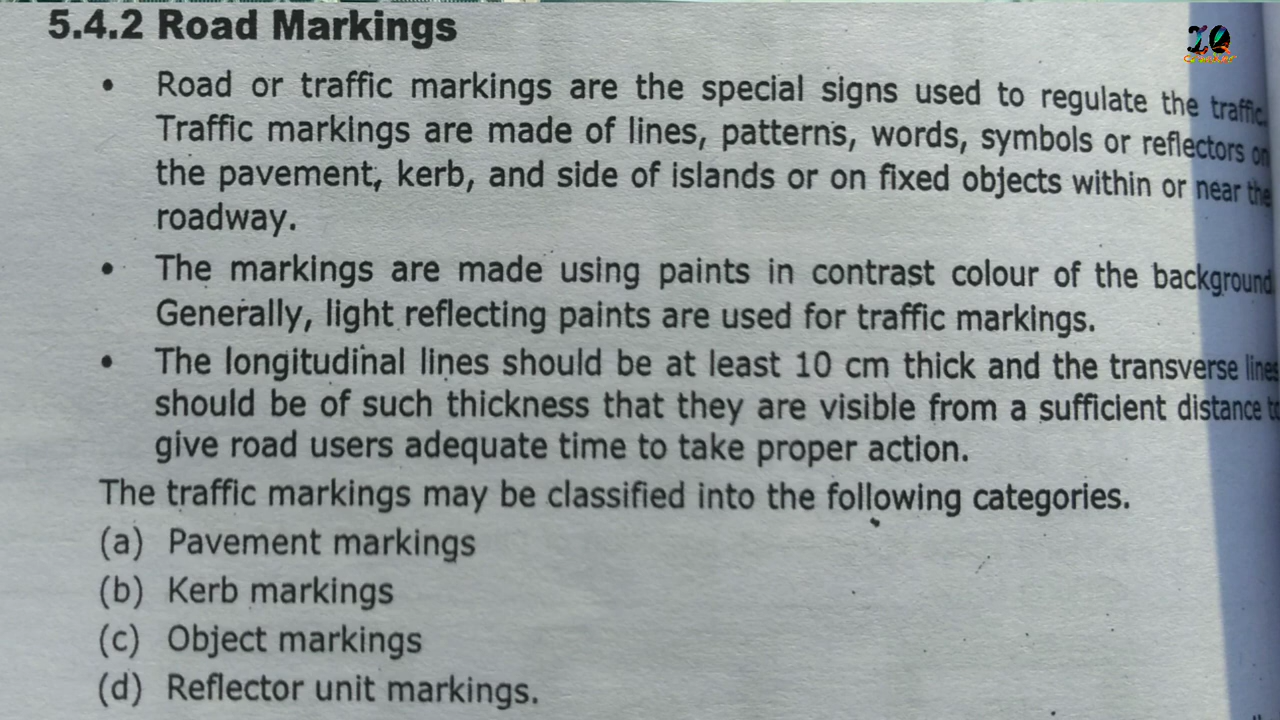 5.4.2 Road Markings
• Road or traffic markings are the special signs used to regulate the traffic.
Traffic markings are made of lines, patterns, words, symbols or reflectors on
the pavement, kerb, and side of islands or on fixed objects within or near the
roadway.
• The markings are made using paints in contrast colour of the background.
Generally, light reflecting paints are used for traffic markings.
• The longitudinal lines should be at least 10 cm thick and the transverse lines
should be of such thickness that they are visible from a sufficient distance to
give road users adequate time to take proper action.
The traffic markings may be classified into the following categories.
(a) Pavement markings
(b) Kerb markings
(c) Object markings
(d) Reflector unit markings.